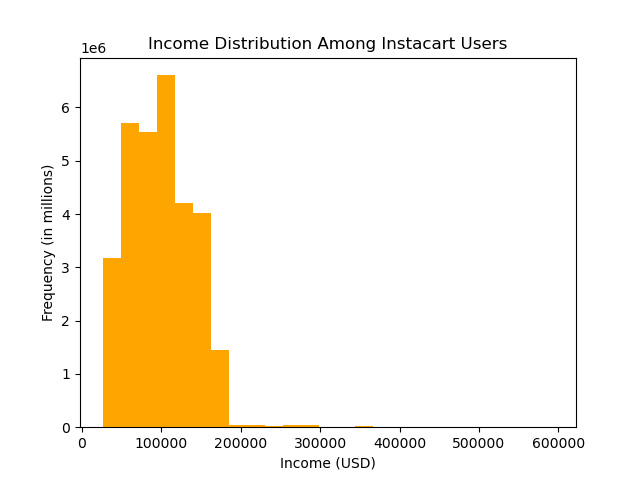 Income Distribution Among Instacart Users
1e6
Frequency (in millions)
6
5
4
3
2
1
0
0 100000 200000 300000 400000 500000 600000
Income (USD)